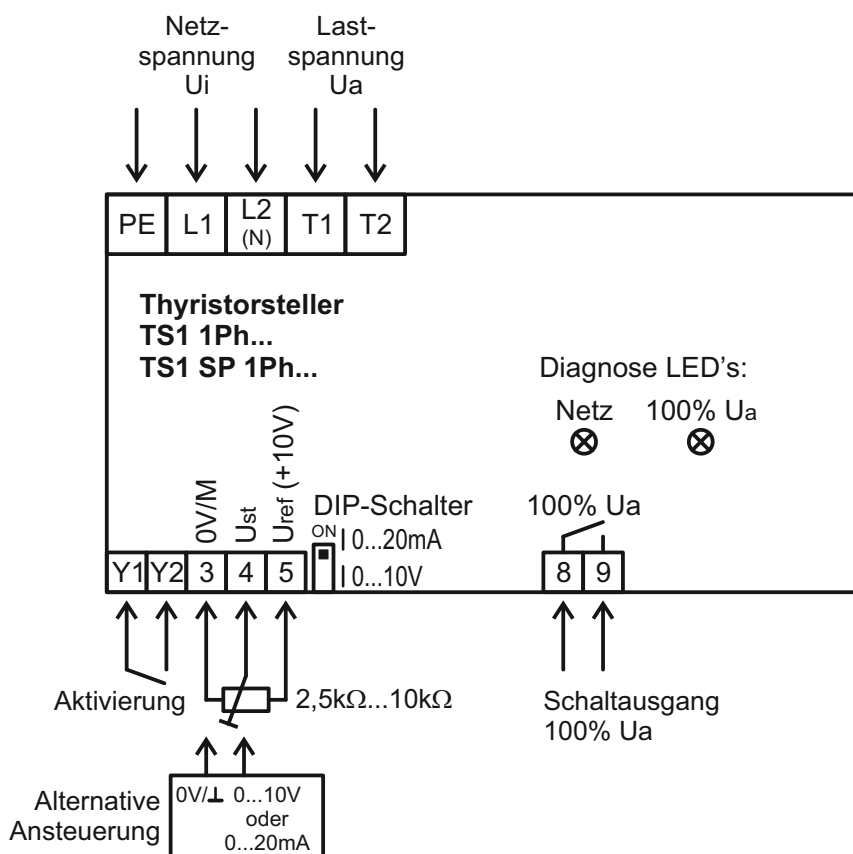 Netz-
spannung
Ui
Last-
spannung
Ua
PE
L1
L2
(N)
T1
T2
Thyristorsteller
TS1 1Ph...
TS1 SP 1Ph...
Diagnose LED's:
Netz
100% Ua
0V/M
Ust
Uref (+10V)
DIP-Schalter
ON
0...20mA
0...10V
100% Ua
Y1
Y2
3
4
5
8
9
Aktivierung
2,5kΩ...10kΩ
Schaltausgang
100% Ua
Alternative
Ansteuerung
0V/⊥
0...10V
oder
0...20mA